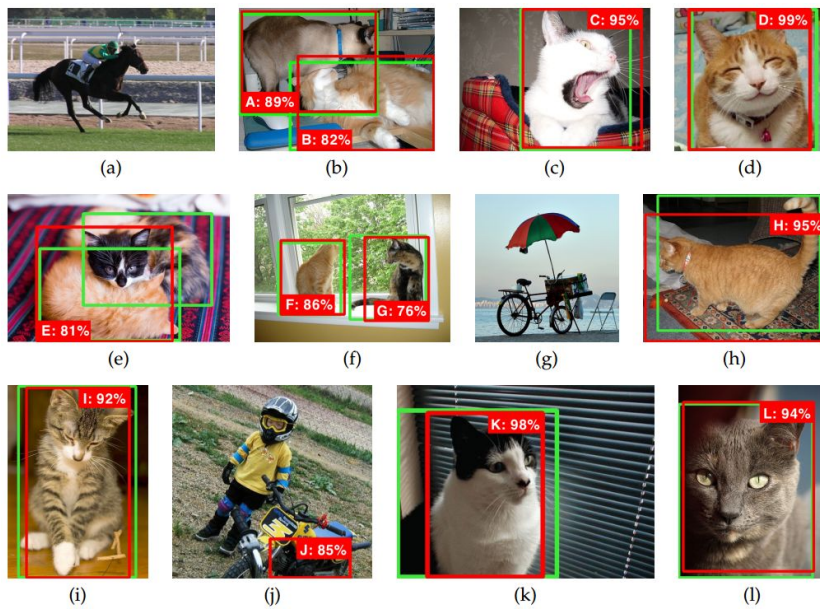 A: 89%
B: 82%
C: 95%
D: 99%
(a)
(b)
(c)
(d)
E: 81%
F: 86%
G: 76%
H: 95%
(e)
(f)
(g)
(h)
I: 92%
J: 85%
K: 98%
L: 94%
(i)
(j)
(k)
(l)